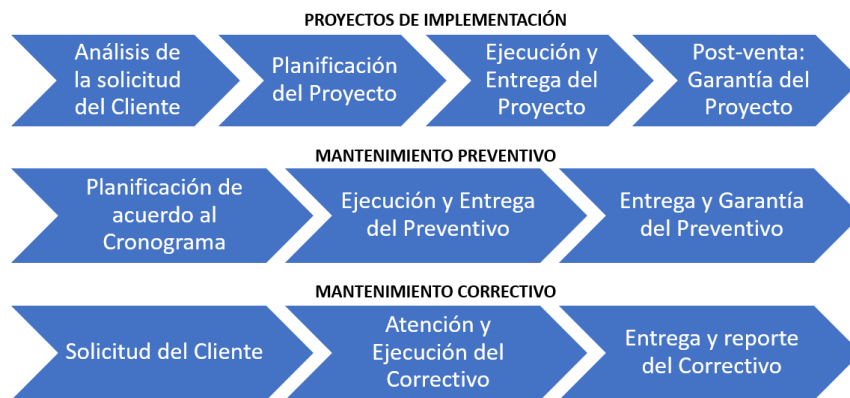 PROYECTOS DE IMPLEMENTACIÓN
Análisis de
la solicitud
del Cliente
Planificación
del Proyecto
Ejecución y
Entrega del
Proyecto
Post-venta:
Garantía del
Proyecto
MANTENIMIENTO PREVENTIVO
Planificación de
acuerdo al
Cronograma
Ejecución y Entrega
del Preventivo
Entrega y Garantía
del Preventivo
MANTENIMIENTO CORRECTIVO
Solicitud del Cliente
Atención y
Ejecución del
Correctivo
Entrega y reporte
del Correctivo